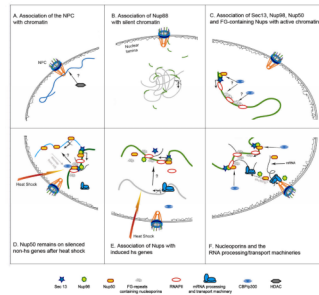 A. Association of the NPC
with chromatin
B. Association of Nup88
with silent chromatin
C. Association of Sec13, Nup98, Nup50
and FG-containing Nups with active chromatin
NPC
Nuclear
lamina
?
HDAC
mRNA
Heat Shock
Heat Shock
D. Nup50 remains on silenced
non-hs genes after heat shock
E. Association of Nups with
induced hs genes
F. Nucleoporins and the
RNA processing/transport machineries
Sec 13
Nup98
Nup50
FG-repeats
containing nucleoporins
RNAPII
mRNA processing
and transport machinery
CBP/p300
HDAC